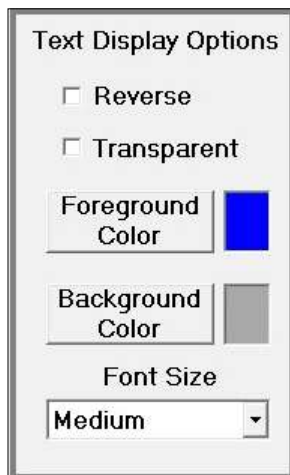 Text Display Options
Reverse
Transparent
Foreground
Color
Background
Color
Font Size
Medium